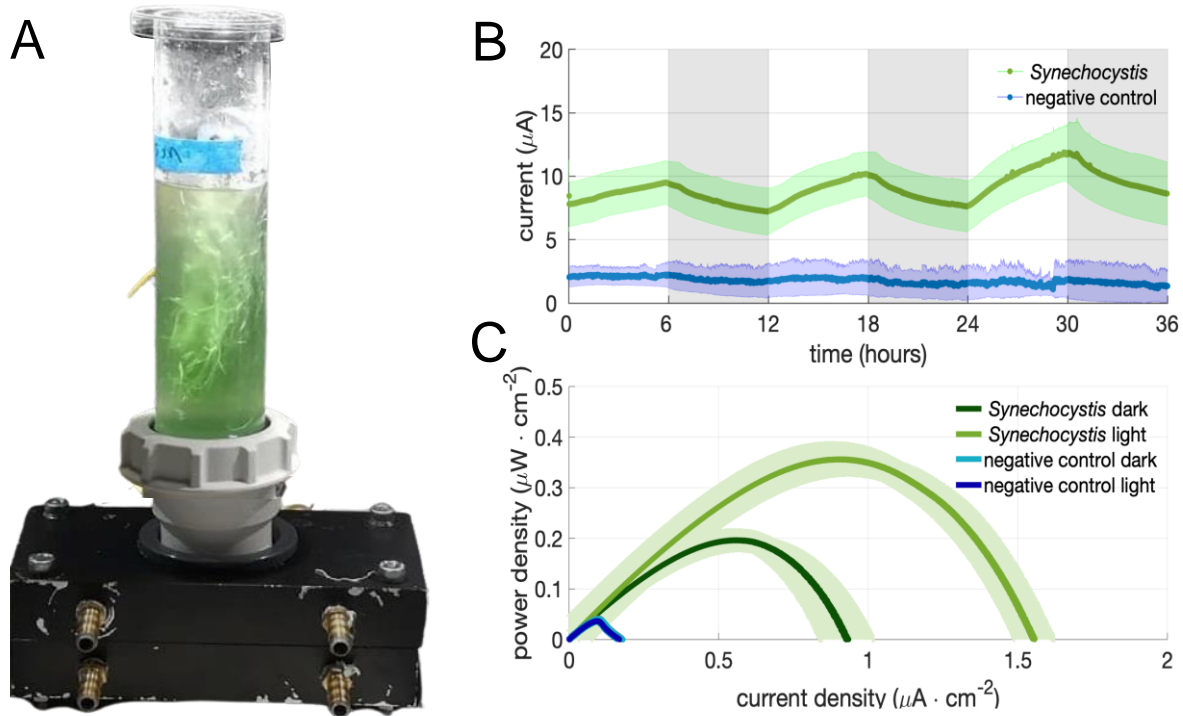 A
B
20
15
10
5
0
current (μA)
Synechocystis
negative control
0 6 12 18 24 30 36
time (hours)
C
0.5
0.4
0.3
0.2
0.1
0
power density (μW · cm-2)
Synechocystis dark
Synechocystis light
negative control dark
negative control light
0 0.5 1 1.5 2
current density (μA · cm-2)